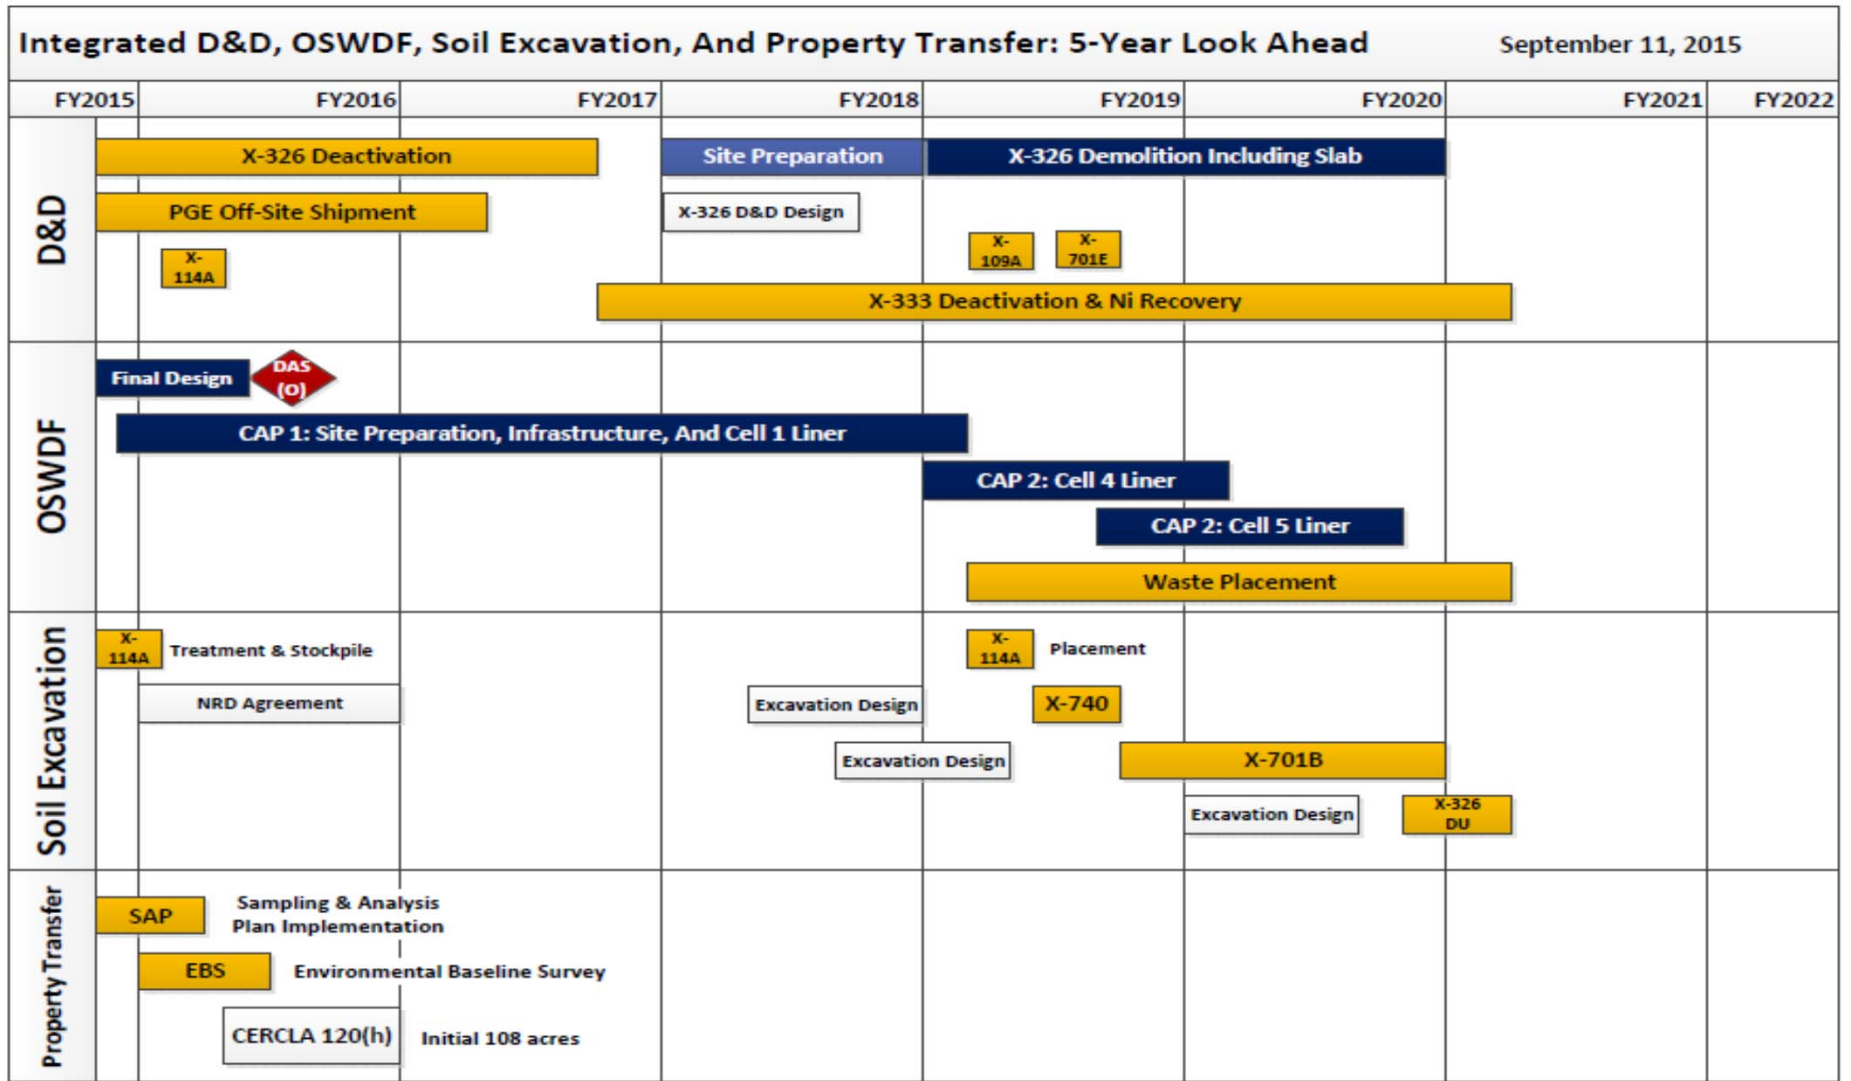 Integrated D&D, OSWDF, Soil Excavation, And Property Transfer: 5-Year Look Ahead
September 11, 2015
FY2015
FY2016
FY2017
FY2018
FY2019
FY2020
FY2021
FY2022
D&D
X-326 Deactivation
Site Preparation
X-326 Demolition Including Slab
PGE Off-Site Shipment
X-326 D&D Design
X-
114A
X-
109A
X-
701E
X-333 Deactivation & Ni Recovery
OSWDF
Final Design
DAS
(O)
CAP 1: Site Preparation, Infrastructure, And Cell 1 Liner
CAP 2: Cell 4 Liner
CAP 2: Cell 5 Liner
Waste Placement
Soil Excavation
X-
114A
Treatment & Stockpile
X-
114A
Placement
NRD Agreement
Excavation Design
X-740
Excavation Design
X-701B
Excavation Design
X-326
DU
Property Transfer
SAP
Sampling & Analysis
Plan Implementation
EBS
Environmental Baseline Survey
CERCLA 120(h)
Initial 108 acres